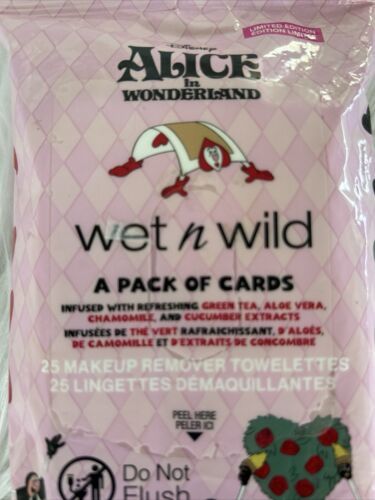 LIMITED EDITION
ÉDITION LIMITÉE
Disney
ALICE
IN
WONDERLAND
wet n wild
A PACK OF CARDS
INFUSED WITH REFRESHING GREEN TEA, ALOE VERA,
CHAMOMILE, AND CUCUMBER EXTRACTS
INFUSÉES DE THÉ VERT RAFRAICHISSANT, D'ALOÈS,
DE CAMOMILLE ET D'EXTRAITS DE CONCOMBRE
25 MAKEUP REMOVER TOWELETTES
25 LINGETTES DÉMAQUILLANTES
PEEL HERE
PELER ICI
Do Not
Flush